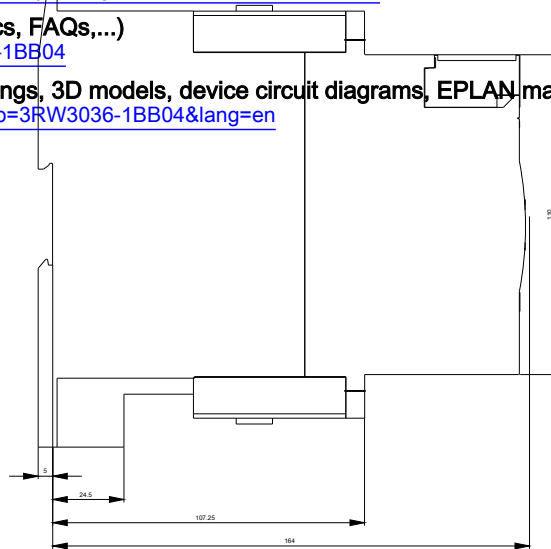 cs, FAQs,...)
-1BB04
ngs, 3D models, device circuit diagrams, EPLAN ma
o=3RW3036-1BB04&lang=en
110
5
24.5
107.25
164